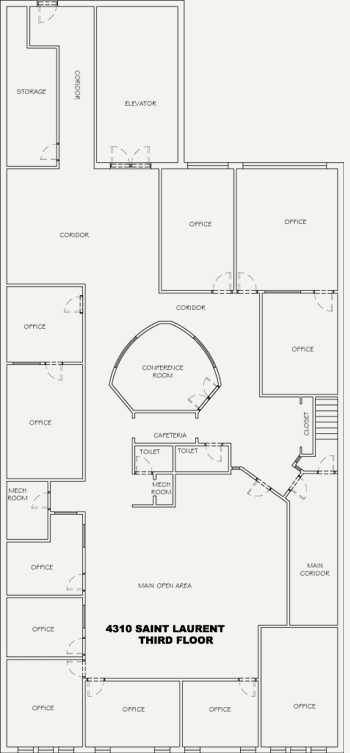 STORAGE
CORIDOR
ELEVATOR
CORIDOR
OFFICE
OFFICE
CORIDOR
OFFICE
OFFICE
CONFERENCE
ROOM
OFFICE
CLOSET
CAFETERIA
TOILET
TOILET
MECH
ROOM
MECH
ROOM
OFFICE
MAIN
CORIDOR
MAIN OPEN AREA
OFFICE
4310 SAINT LAURENT
THIRD FLOOR
OFFICE
OFFICE
OFFICE
OFFICE